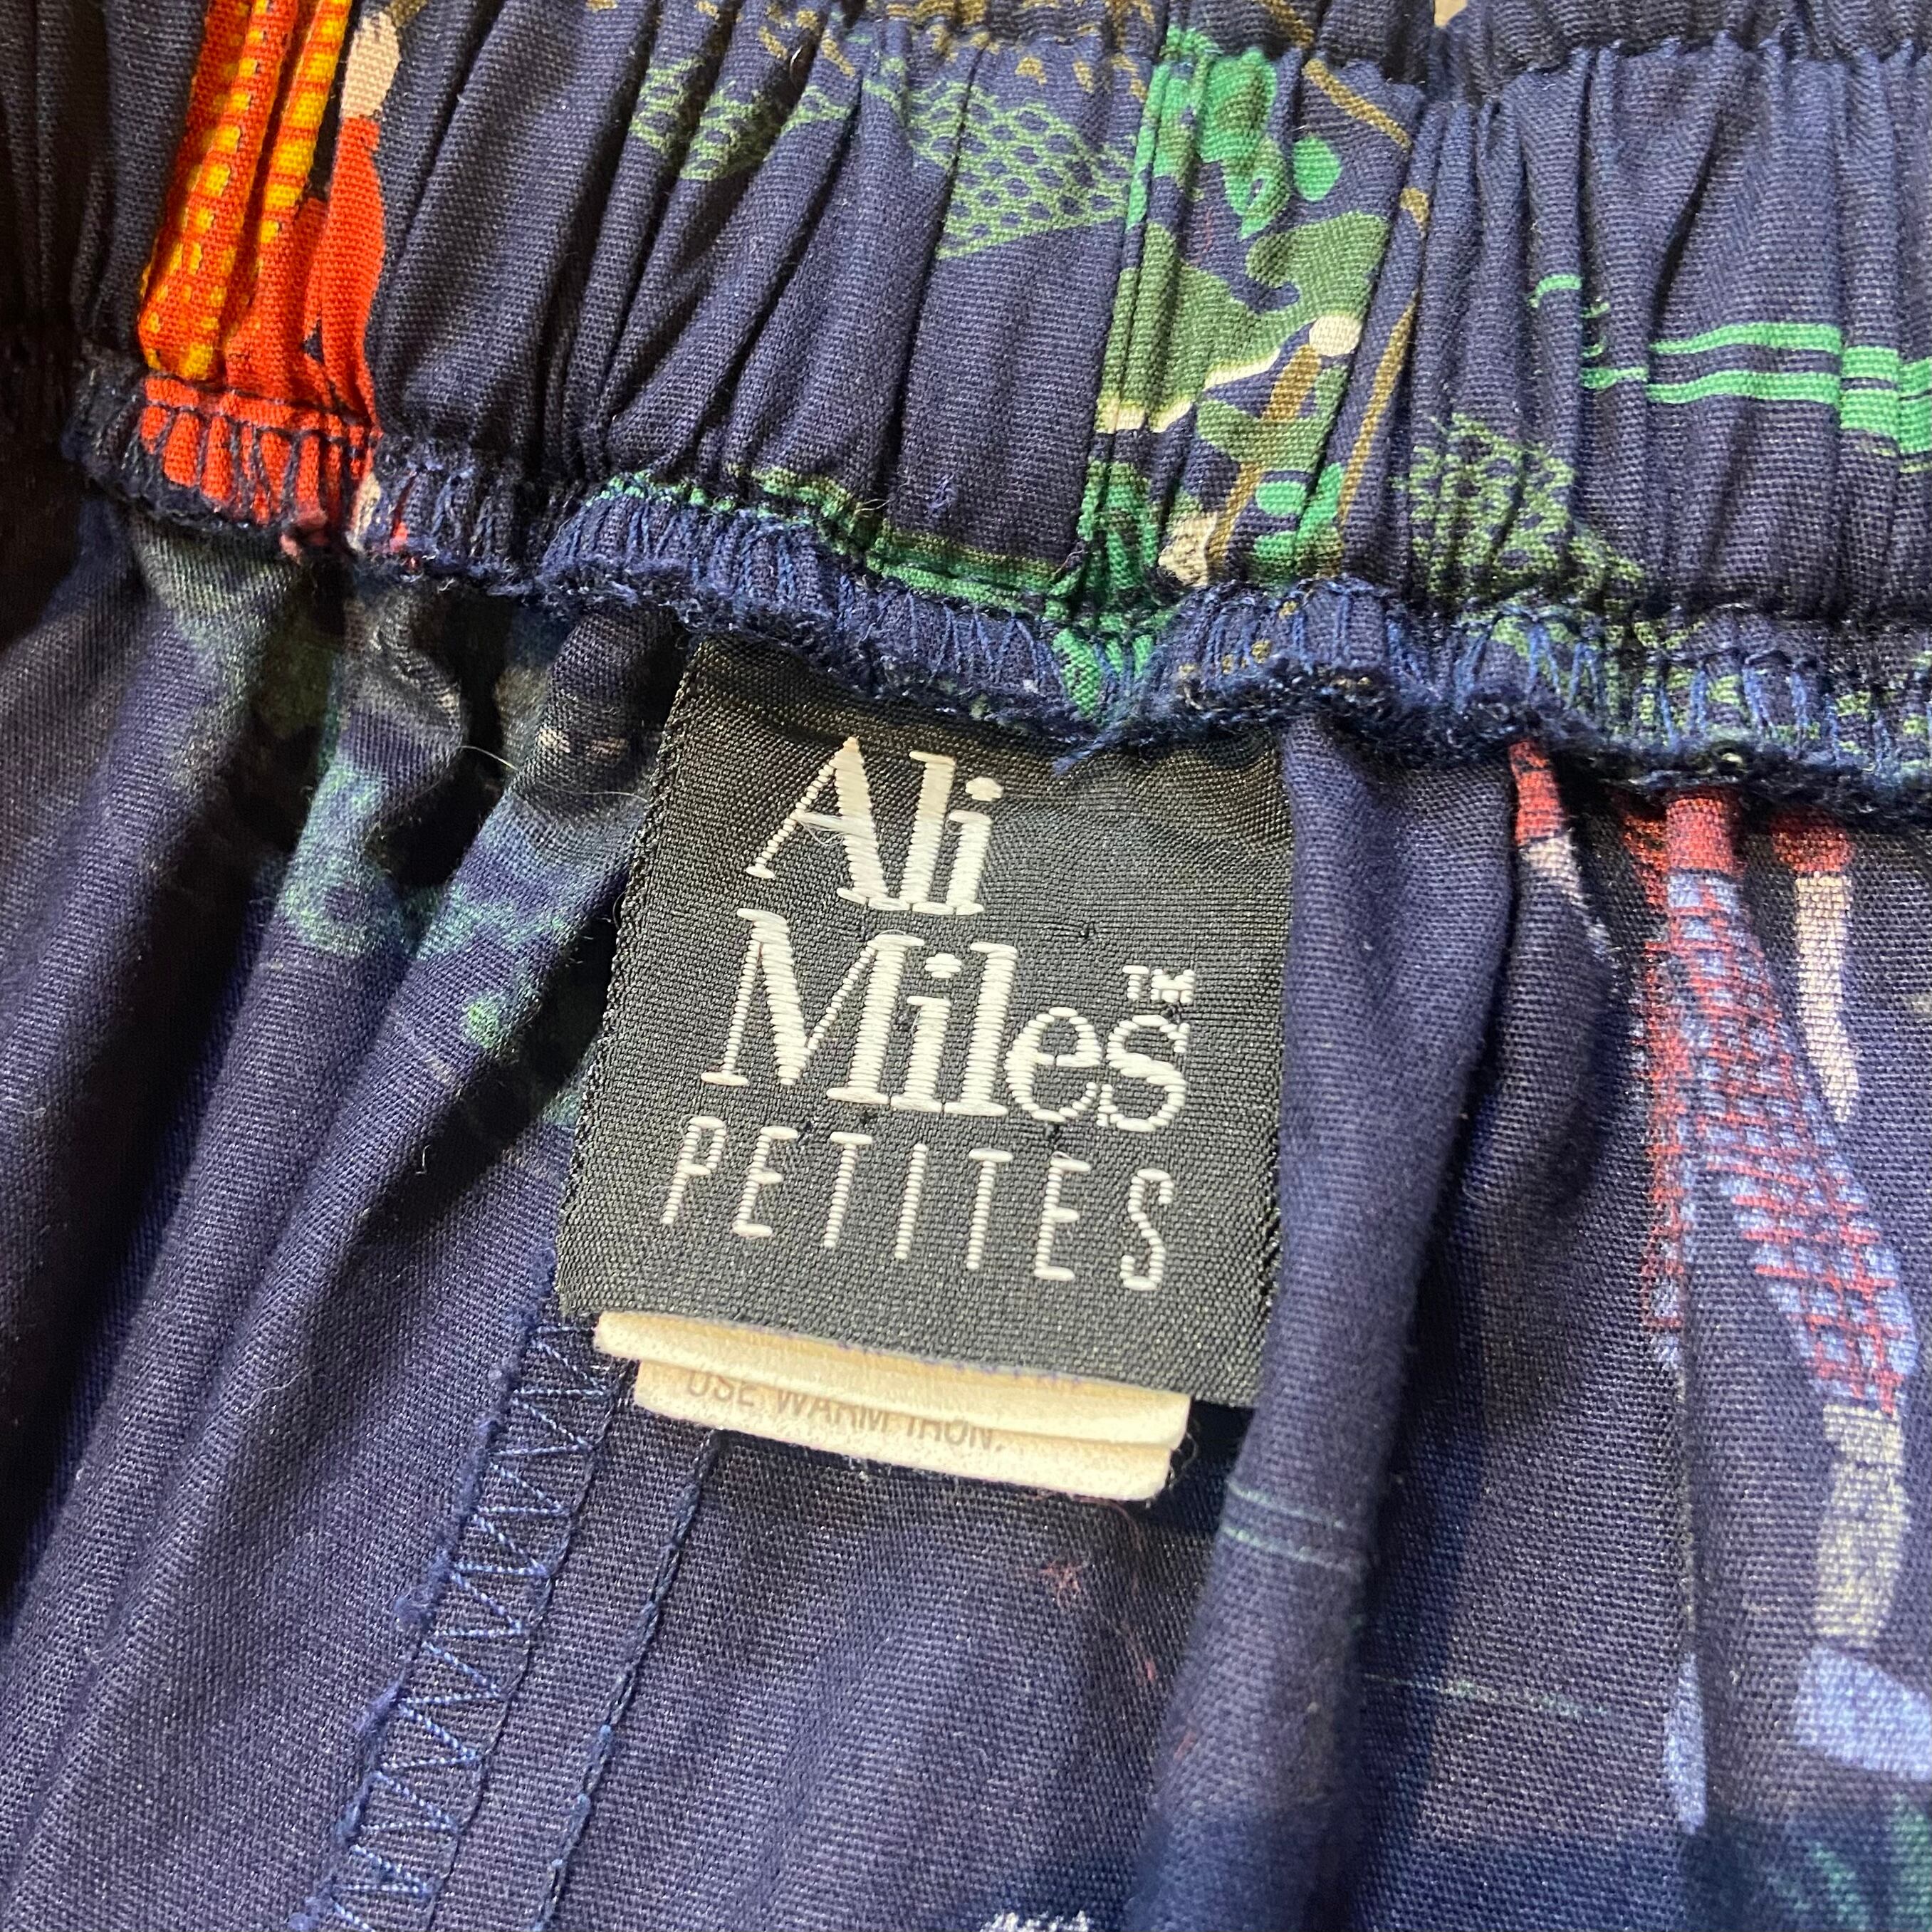 Ali
Miles™
PETITES
USE WARM IRON.